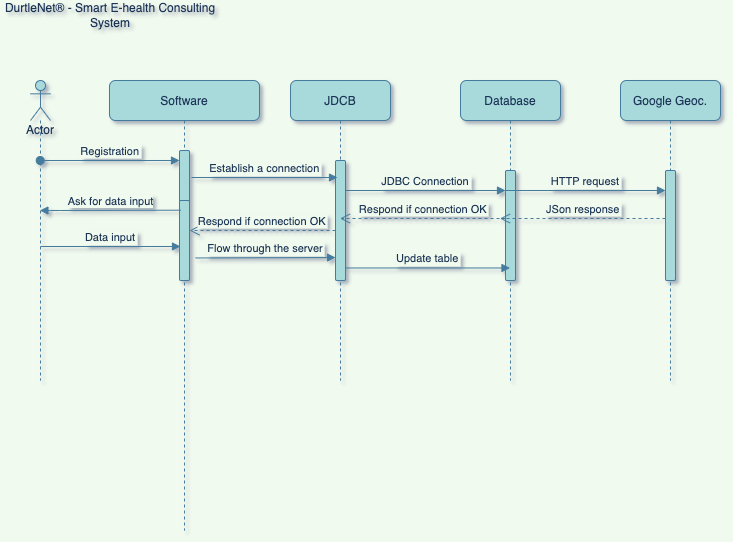 DurtleNet® - Smart E-health Consulting
System
Software
JDCB
Database
Google Geoc.
Actor
Registration
Establish a connection
JDBC Connection
HTTP request
Ask for data input
Respond if connection OK
JSon response
Respond if connection OK
Data input
Flow through the server
Update table